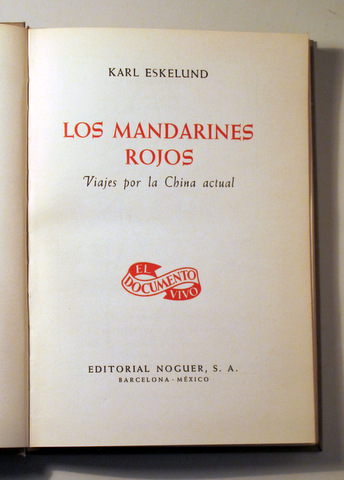 KARL ESKELUND
LOS MANDARINES
ROJOS
Viajes por la China actual
EL
DOCUMENTO
VIVO
EDITORIAL NOGUER, S. A.
BARCELONA - MÉXICO